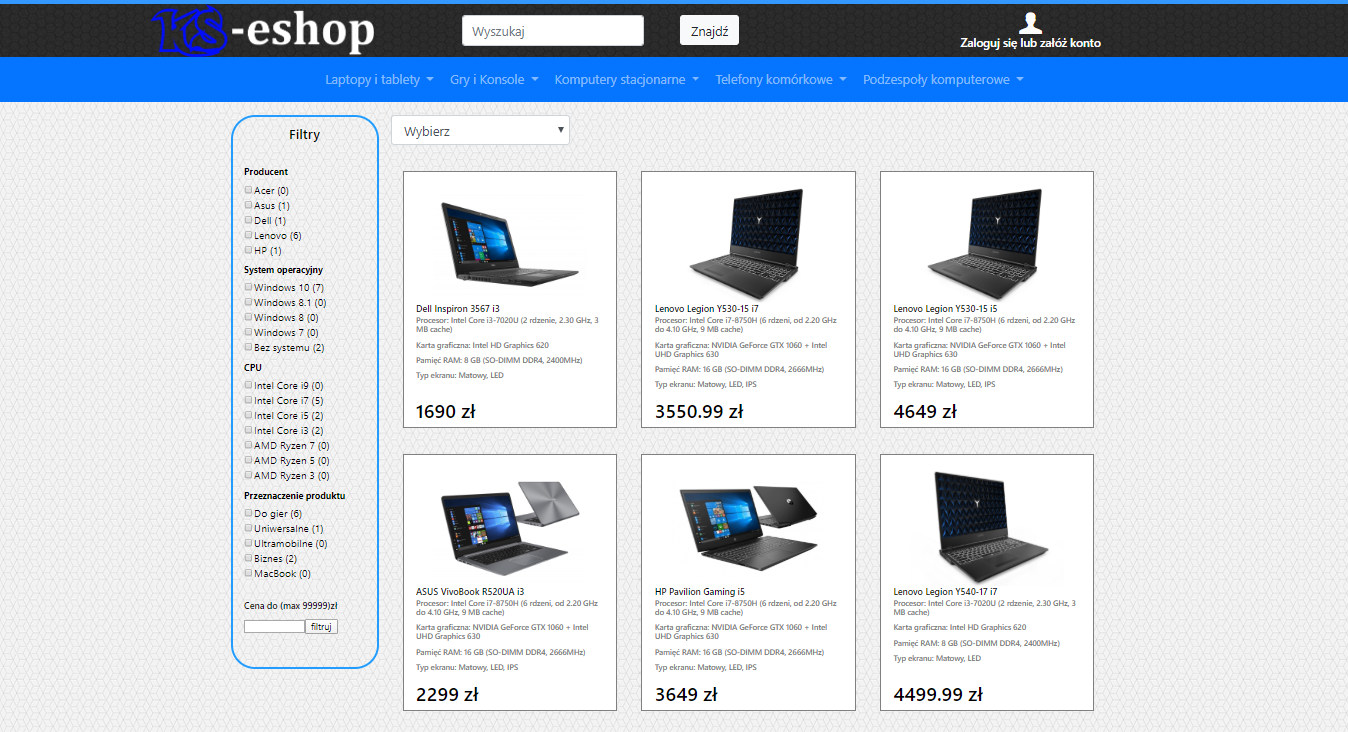 KS-eshop
Wyszukaj
Znajdź
Zaloguj się lub załóż konto
Laptopy i tablety
Gry i Konsole
Komputery stacjonarne
Telefony komórkowe
Podzespoły komputerowe
Filtry
Producent
Acer (0)
Asus (1)
Dell (1)
Lenovo (6)
HP (1)
System operacyjny
Windows 10 (7)
Windows 8.1 (0)
Windows 8 (0)
Windows 7 (0)
Bez systemu (2)
CPU
Intel Core i9 (0)
Intel Core i7 (5)
Intel Core i5 (2)
Intel Core i3 (2)
AMD Ryzen 7 (0)
AMD Ryzen 5 (0)
AMD Ryzen 3 (0)
Przeznaczenie produktu
Do gier (6)
Uniwersalne (1)
Ultramobilne (0)
Biznes (2)
MacBook (0)
Cena do (max 99999)zł
filtruj
Wybierz
Dell Inspiron 3567 i3
Procesor: Intel Core i3-7020U (2 rdzenie, 2.30 GHz, 3
MB cache)
Karta graficzna: Intel HD Graphics 620
Pamięć RAM: 8 GB (SO-DIMM DDR4, 2400MHz)
Typ ekranu: Matowy, LED
1690 zł
Lenovo Legion Y530-15 i7
Procesor: Intel Core i7-8750H (6 rdzeni, od 2.20 GHz
do 4.10 GHz, 9 MB cache)
Karta graficzna: NVIDIA GeForce GTX 1060 + Intel
UHD Graphics 630
Pamięć RAM: 16 GB (SO-DIMM DDR4, 2666MHz)
Typ ekranu: Matowy, LED, IPS
3550.99 zł
Lenovo Legion Y530-15 i5
Procesor: Intel Core i7-8750H (6 rdzeni, od 2.20 GHz
do 4.10 GHz, 9 MB cache)
Karta graficzna: NVIDIA GeForce GTX 1060 + Intel
UHD Graphics 630
Pamięć RAM: 16 GB (SO-DIMM DDR4, 2666MHz)
Typ ekranu: Matowy, LED, IPS
4649 zł
ASUS VivoBook R520UA i3
Procesor: Intel Core i7-8750H (6 rdzeni, od 2.20 GHz
do 4.10 GHz, 9 MB cache)
Karta graficzna: NVIDIA GeForce GTX 1060 + Intel
UHD Graphics 630
Pamięć RAM: 16 GB (SO-DIMM DDR4, 2666MHz)
Typ ekranu: Matowy, LED, IPS
2299 zł
HP Pavilion Gaming i5
Procesor: Intel Core i7-8750H (6 rdzeni, od 2.20 GHz
do 4.10 GHz, 9 MB cache)
Karta graficzna: NVIDIA GeForce GTX 1060 + Intel
UHD Graphics 630
Pamięć RAM: 16 GB (SO-DIMM DDR4, 2666MHz)
Typ ekranu: Matowy, LED, IPS
3649 zł
Lenovo Legion Y540-17 i7
Procesor: Intel Core i3-7020U (2 rdzenie, 2.30 GHz, 3
MB cache)
Karta graficzna: Intel HD Graphics 620
Pamięć RAM: 8 GB (SO-DIMM DDR4, 2400MHz)
Typ ekranu: Matowy, LED
4499.99 zł